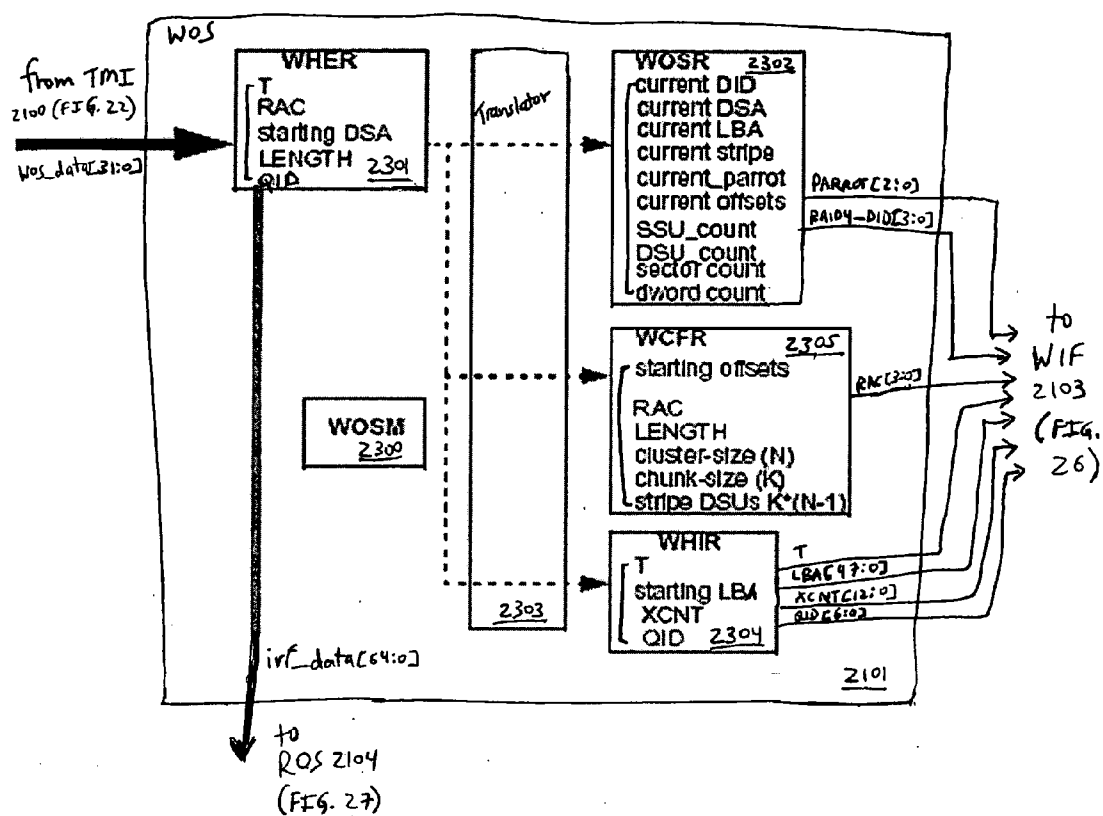 WOS
from TMI
2100 (FIG. 22)
wos_data[31:0]
WHER
T
RAC
starting DSA
LENGTH
QID
2301
Translator
2303
WOSR
2302
current DID
current DSA
current LBA
current stripe
current_parrot
current offsets
SSU_count
DSU_count
sector count
dword count
PARROT[2:0]
RAID4-DID[3:0]
WCFR
2305
starting offsets
RAC
LENGTH
cluster-size (N)
chunk-size (K)
stripe DSUs K*(N-1)
RAC[3:0]
WOSM
2300
WHIR
T
starting LBA
XCNT
QID
2304
T
LBA[47:0]
XCNT[12:0]
QID[6:0]
to
WIF
2103
(FIG.
26)
irf_data[64:0]
2101
to
ROS 2104
(FIG. 27)